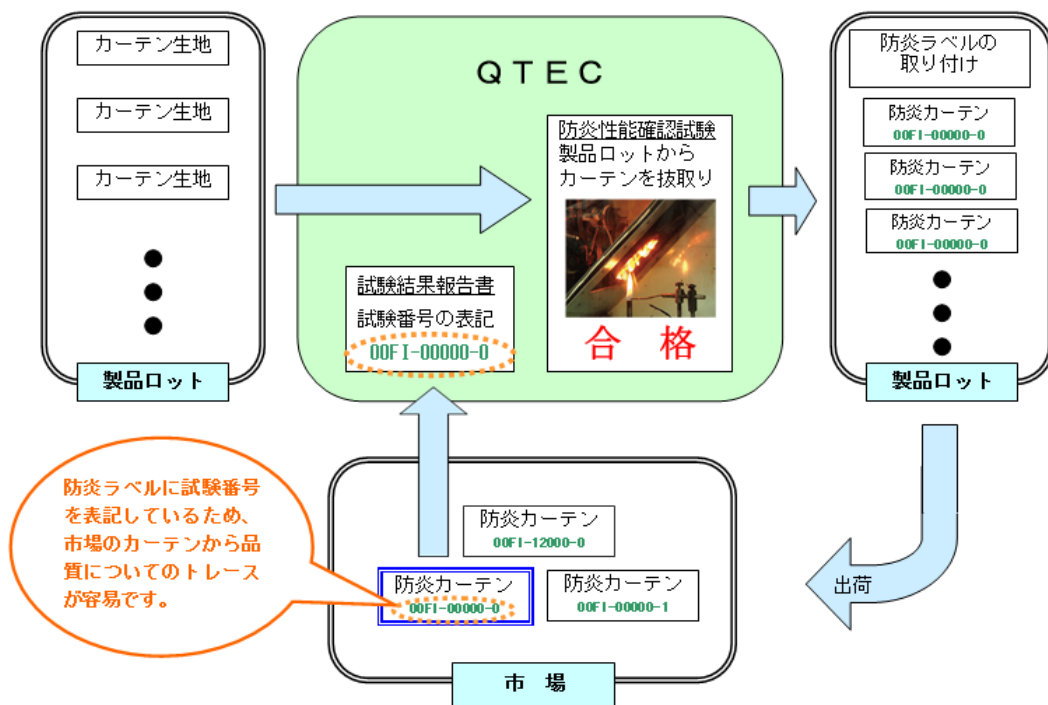 カーテン生地
カーテン生地
カーテン生地
製品ロット
QTEC
防炎性能確認試験
製品ロットから
カーテンを抜取り
合 格
試験結果報告書
試験番号の表記
00FI-00000-0
防炎ラベルの
取り付け
防炎カーテン
00FI-00000-0
防炎カーテン
00FI-00000-0
防炎カーテン
00FI-00000-0
製品ロット
出荷
防炎カーテン
00FI-12000-0
防炎カーテン
00FI-00000-0
防炎カーテン
00FI-00000-1
市 場
防炎ラベルに試験番号
を表記しているため、
市場のカーテンから品
質についてのトレース
が容易です。